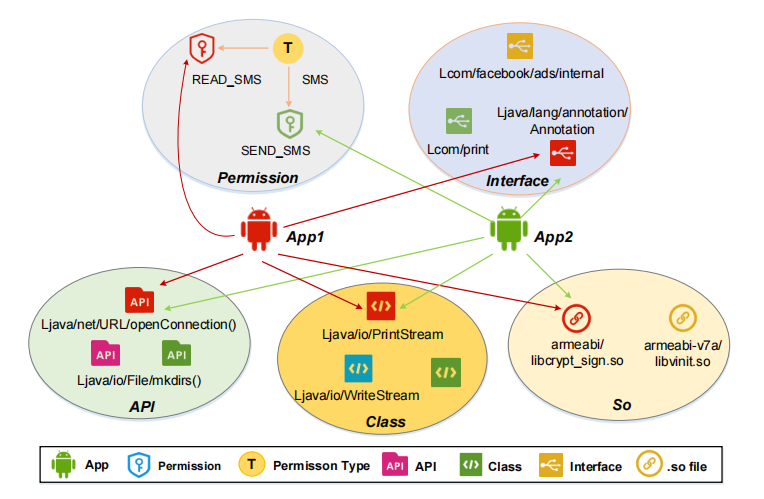 T
READ_SMS
SMS
SEND_SMS
Permission
Lcom/facebook/ads/internal
Ljava/lang/annotation/
Annotation
Lcom/print
Interface
App1
App2
API
Ljava/net/URL/openConnection()
API
API
Ljava/io/File/mkdirs()
API
Ljava/io/PrintStream
Ljava/io/WriteStream
Class
armeabi/
libcrypt_sign.so
armeabi-v7a/
libvinit.so
So
App
Permission
T
Permisson Type
API
API
Class
Interface
.so file